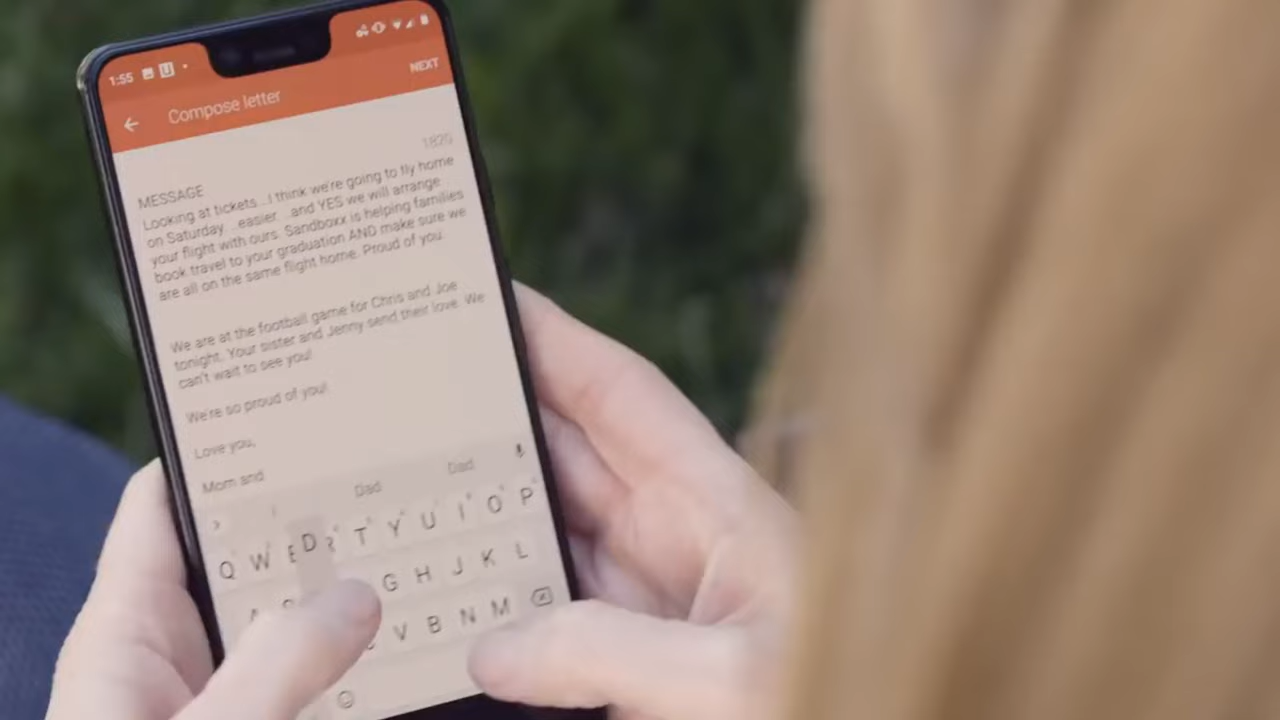 1:55
NEXT
Compose letter
1820
MESSAGE
Looking at tickets...I think we're going to fly home
on Saturday...easier...and YES we will arrange
your flight with ours. Sandboxx is helping families
book travel to your graduation AND make sure we
are all on the same flight home. Proud of you.
We are at the football game for Chris and Joe
tonight. Your sister and Jenny send their love. We
can't wait to see you!
We're so proud of you!
Love you,
Mom and
Dad Dad
Q W E D R T Y U I O P
G H J K L
V B N M